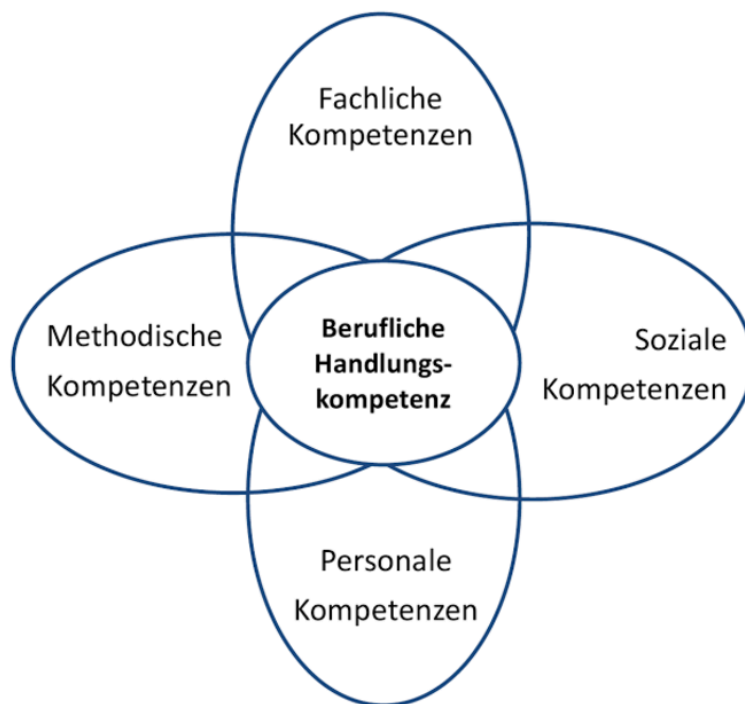 Fachliche
Kompetenzen
Methodische
Kompetenzen
Berufliche
Handlungs-
kompetenz
Soziale
Kompetenzen
Personale
Kompetenzen